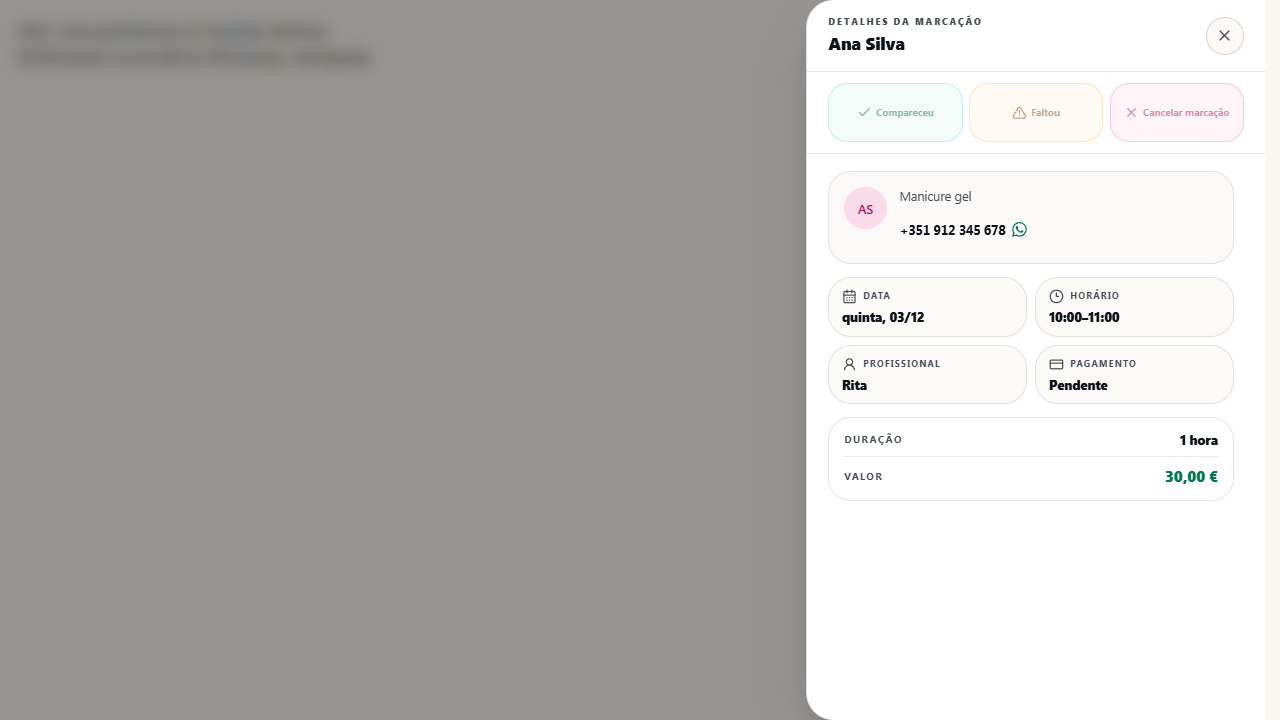 DETALHES DA MARCAÇÃO
Ana Silva
Compareceu
Faltou
Cancelar marcação
AS
Manicure gel
+351 912 345 678
DATA
quinta, 03/12
HORÁRIO
10:00–11:00
PROFISSIONAL
Rita
PAGAMENTO
Pendente
DURAÇÃO
1 hora
VALOR
30,00 €